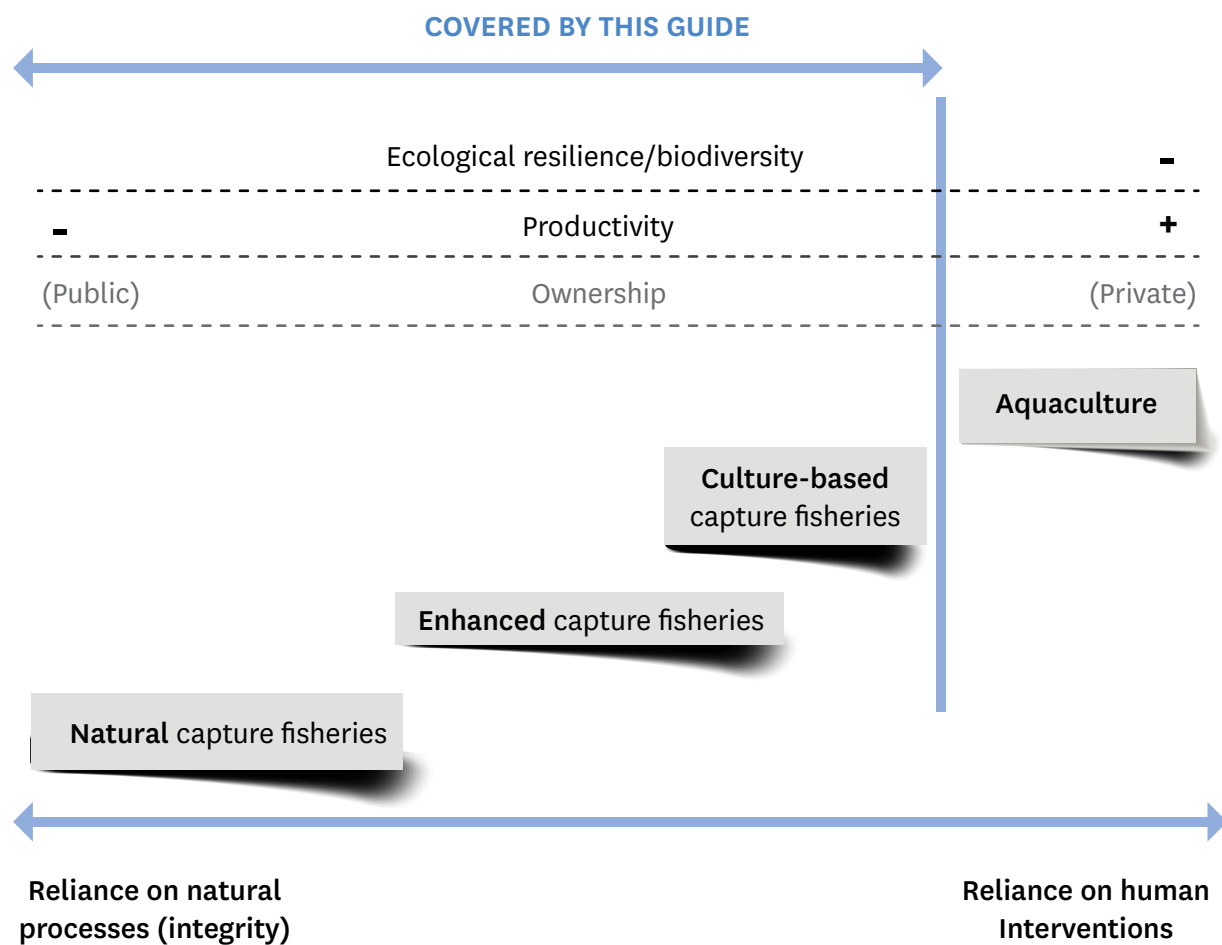 COVERED BY THIS GUIDE
Ecological resilience/biodiversity -
- Productivity +
(Public) Ownership (Private)
Aquaculture
Culture-based
capture fisheries
Enhanced capture fisheries
Natural capture fisheries
Reliance on natural
processes (integrity)
Reliance on human
Interventions